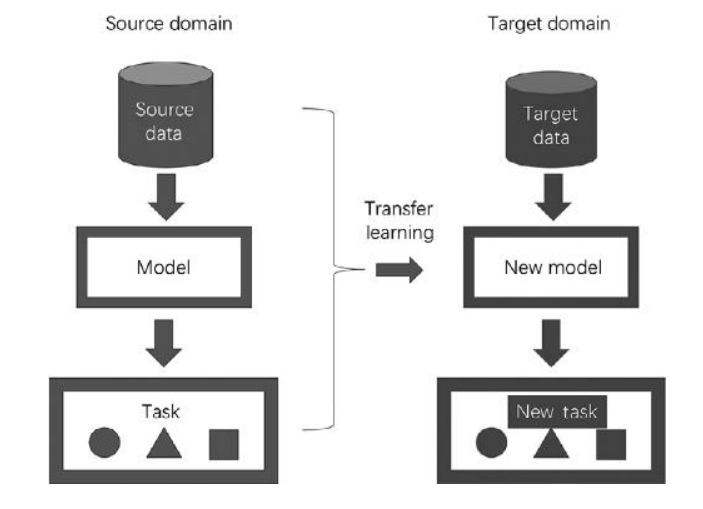 Source domain
Target domain
Source
data
Target
data
Transfer
learning
Model
New model
Task
New task